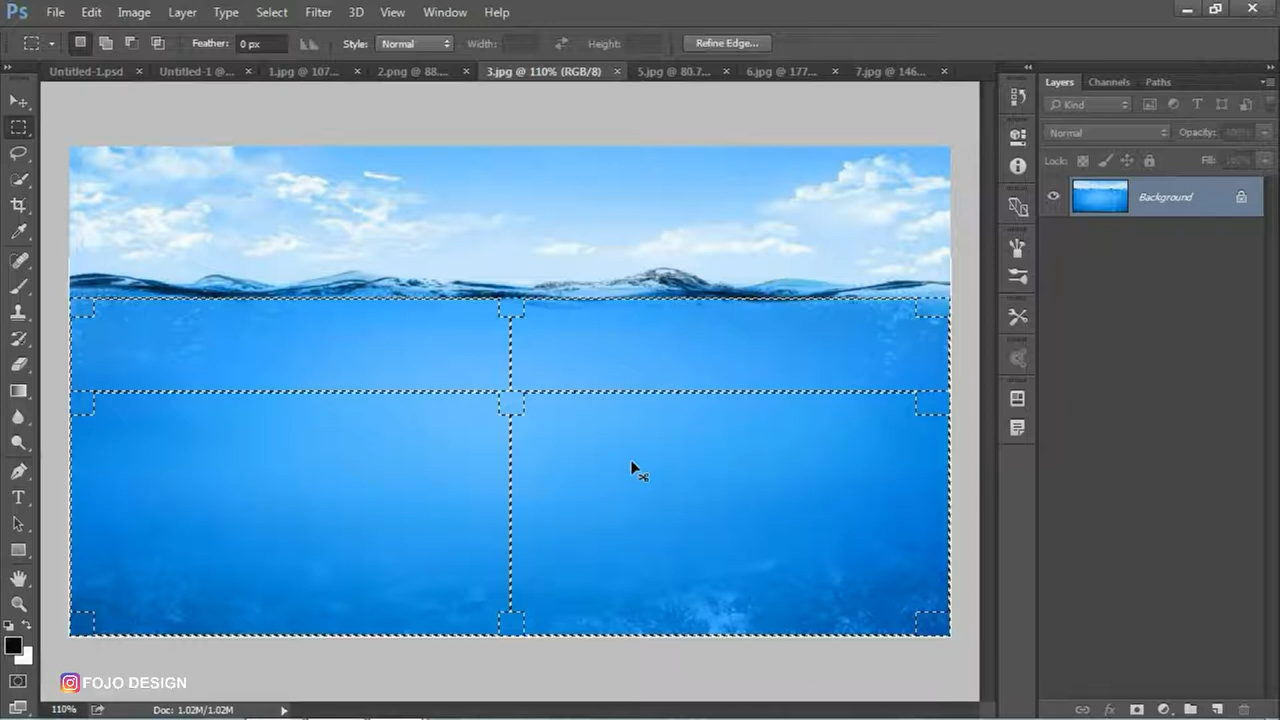 Ps File Edit Image Layer Type Select Filter 3D View Window Help
Feather: 0 px Style: Normal Width: Height: Refine Edge...
Untitled-1.psd × Untitled-1 @... × 1.jpg @ 107... × 2.png @ 88.... × 3.jpg @ 110% (RGB/8) × 5.jpg @ 80.7... × 6.jpg @ 177... × 7.jpg @ 146... ×
Layers Channels Paths
Kind
Normal Opacity:
Lock: Fill:
Background
FOJO DESIGN
110% Doc: 1.02M/1.02M